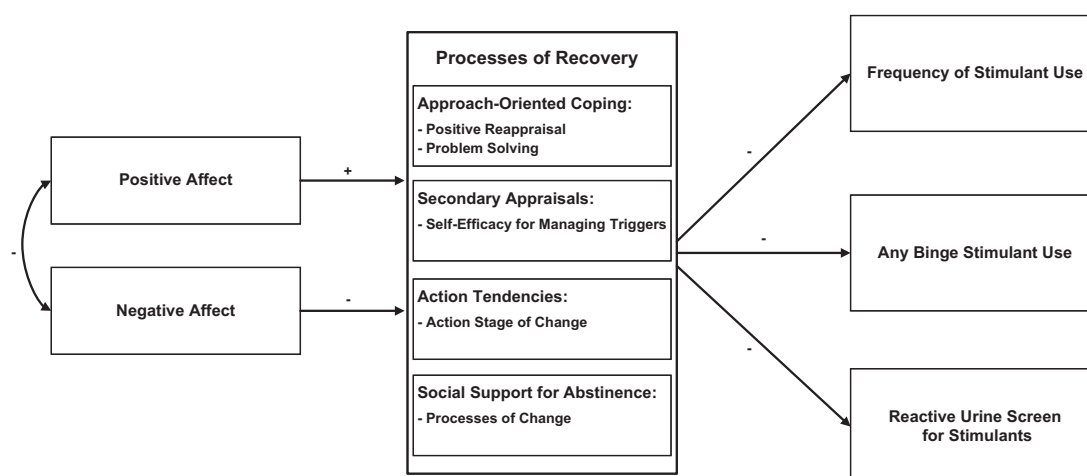 Processes of Recovery
Approach-Oriented Coping:
- Positive Reappraisal
- Problem Solving
Secondary Appraisals:
- Self-Efficacy for Managing Triggers
Action Tendencies:
- Action Stage of Change
Social Support for Abstinence:
- Processes of Change
Positive Affect
+
Negative Affect
-
-
Frequency of Stimulant Use
-
Any Binge Stimulant Use
-
Reactive Urine Screen
for Stimulants
-